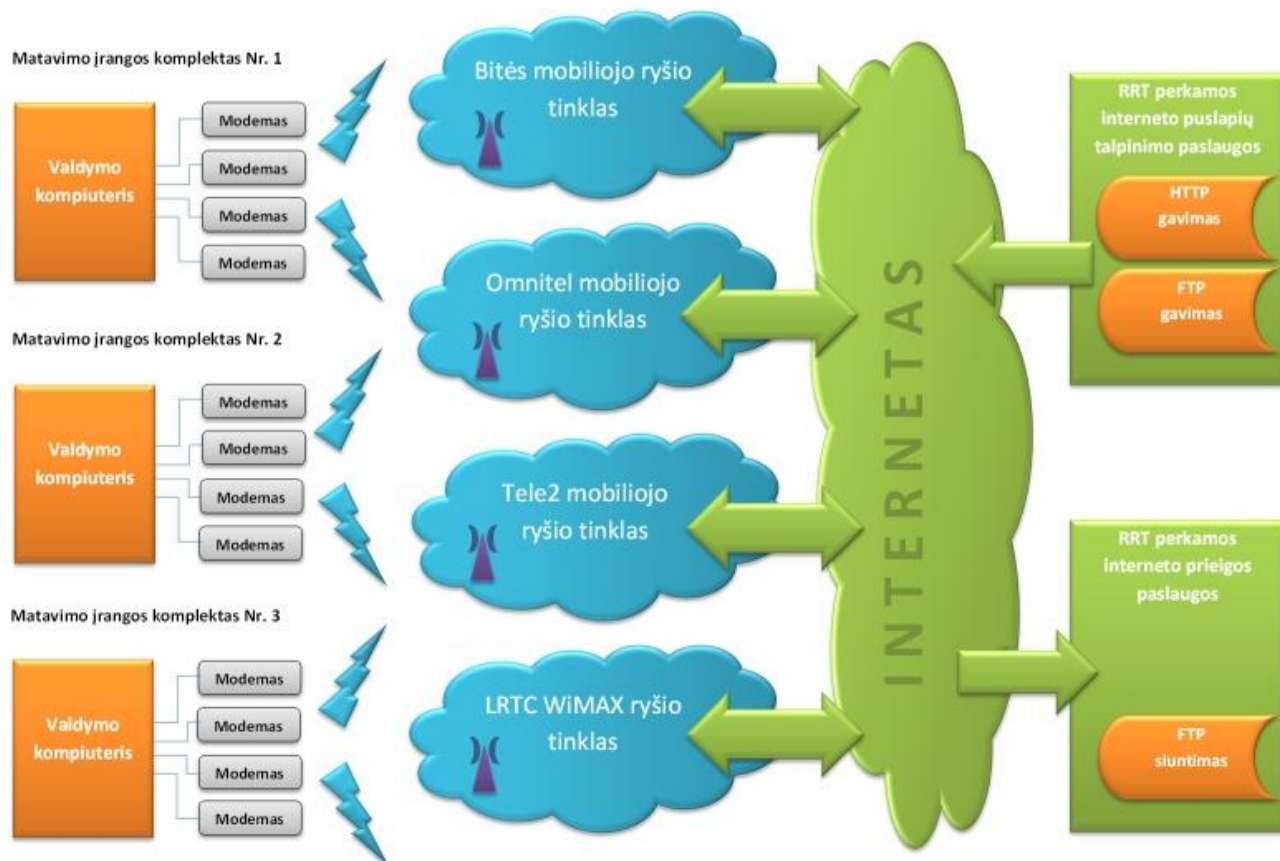 Matavimo įrangos komplektas Nr. 1
Valdymo
kompiuteris
Modemas
Modemas
Modemas
Modemas
Matavimo įrangos komplektas Nr. 2
Valdymo
kompiuteris
Modemas
Modemas
Modemas
Modemas
Matavimo įrangos komplektas Nr. 3
Valdymo
kompiuteris
Modemas
Modemas
Modemas
Modemas
Bitės mobiliojo ryšio
tinklas
Omnitel mobiliojo
ryšio tinklas
Tele2 mobiliojo
ryšio tinklas
LRTC WiMAX ryšio
tinklas
INTERNETAS
RRT perkamos
interneto puslapių
talpinimo paslaugos
HTTP
gavimas
FTP
gavimas
RRT perkamos
interneto prieigos
paslaugos
FTP
siuntimas